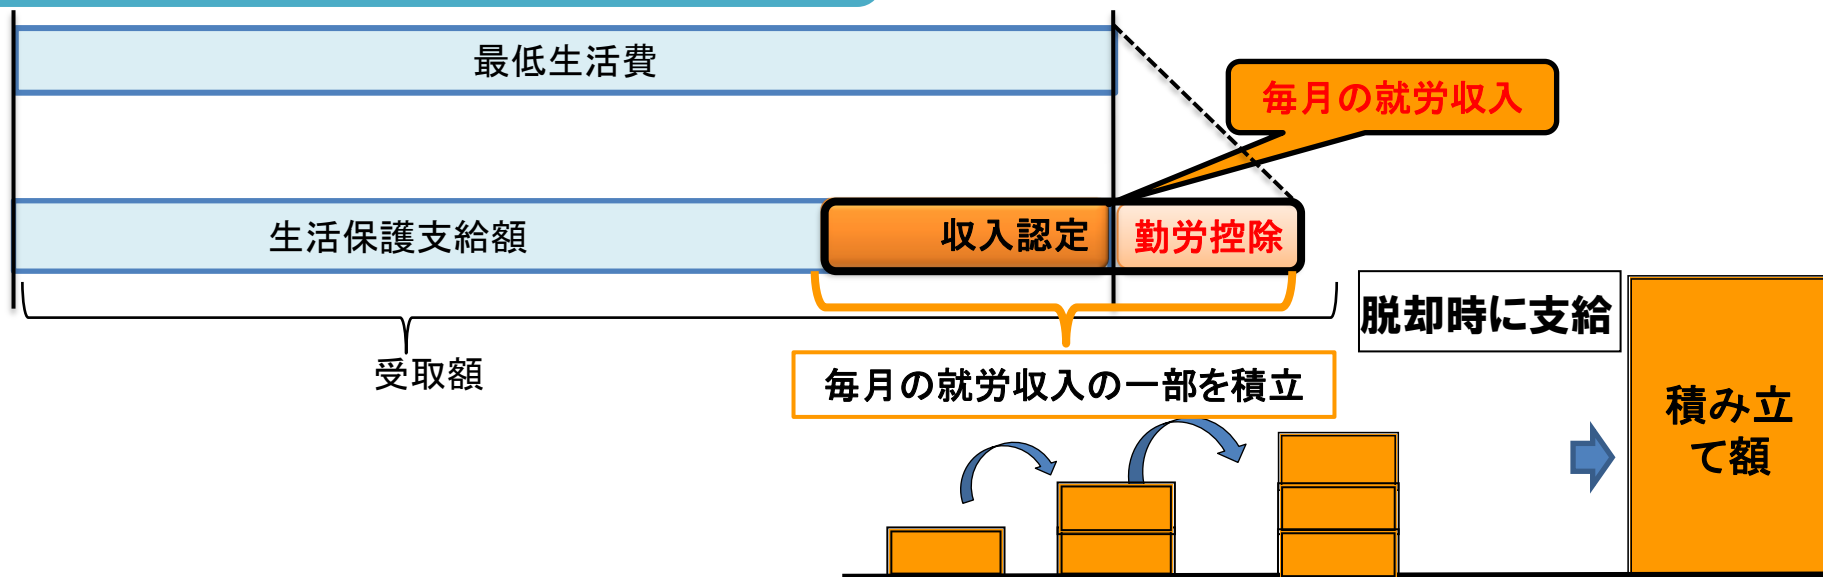 最低生活費
毎月の就労収入
生活保護支給額
収入認定
勤労控除
脱却時に支給
受取額
毎月の就労収入の一部を積立
積み立
て額